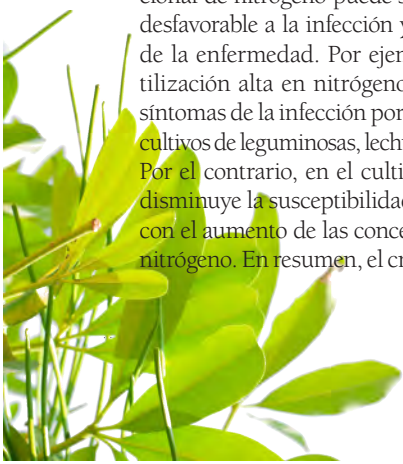 cional de nitrógeno puede s
desfavorable a la infección y
de la enfermedad. Por ejem
tilización alta en nitrógeno
síntomas de la infección por
cultivos de leguminosas, lech
Por el contrario, en el culti
disminuye la susceptibilidad
con el aumento de las conce
nitrógeno. En resumen, el cr